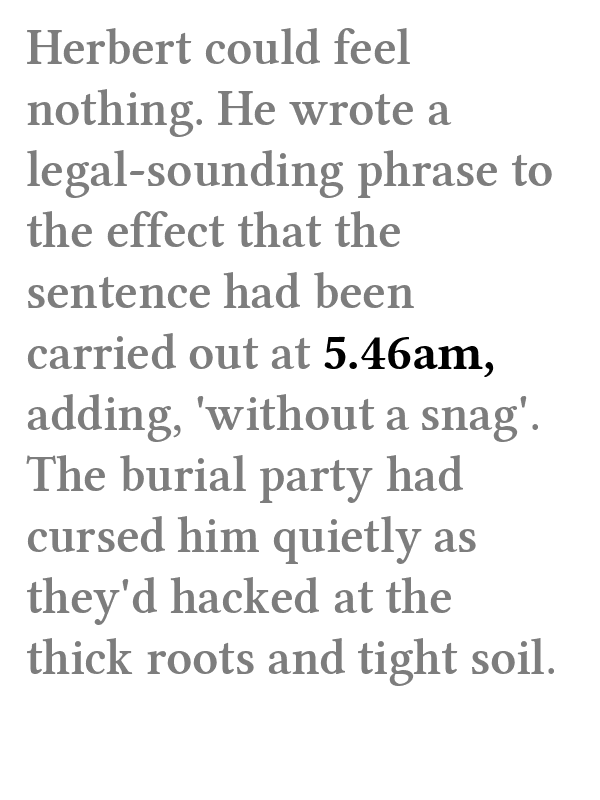 Herbert could feel
nothing. He wrote a
legal-sounding phrase to
the effect that the
sentence had been
carried out at 5.46am,
adding, 'without a snag'.
The burial party had
cursed him quietly as
they'd hacked at the
thick roots and tight soil.